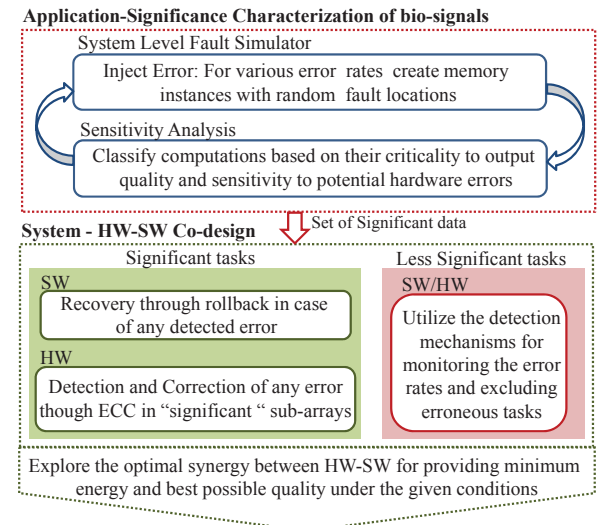 Application-Significance Characterization of bio-signals
System Level Fault Simulator
Inject Error: For various error rates create memory
instances with random fault locations
Sensitivity Analysis
Classify computations based on their criticality to output
quality and sensitivity to potential hardware errors
Set of Significant data
System - HW-SW Co-design
Significant tasks
SW
Recovery through rollback in case
of any detected error
HW
Detection and Correction of any error
though ECC in “significant “ sub-arrays
Less Significant tasks
SW/HW
Utilize the detection
mechanisms for
monitoring the error
rates and excluding
erroneous tasks
Explore the optimal synergy between HW-SW for providing minimum
energy and best possible quality under the given conditions